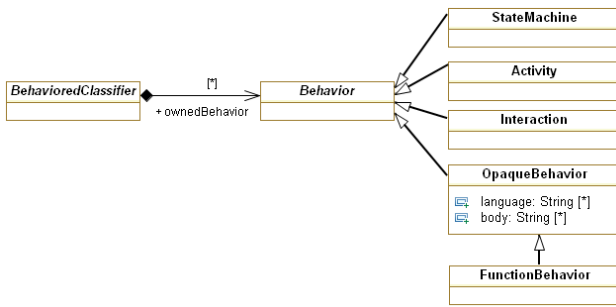 StateMachine
Activity
BehavioredClassifier
[*]
+ ownedBehavior
Behavior
Interaction
OpaqueBehavior
language: String [*]
body: String [*]
FunctionBehavior